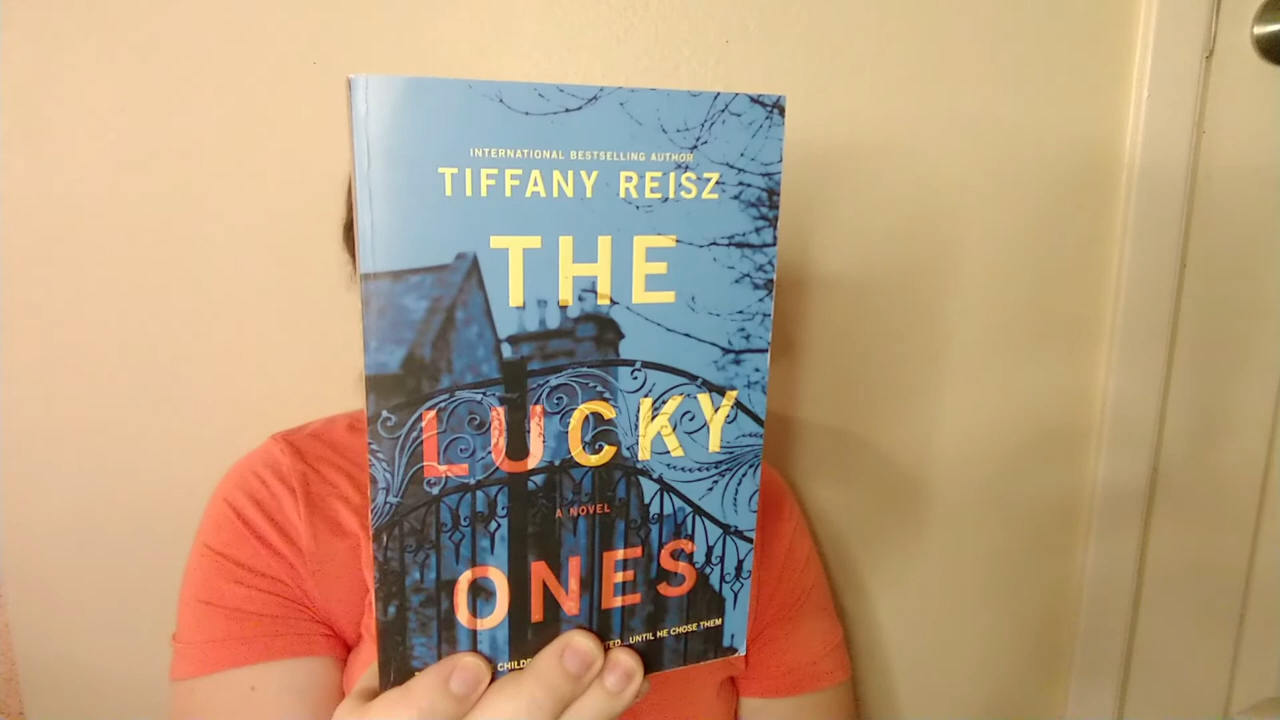 INTERNATIONAL BESTSELLING AUTHOR
TIFFANY REISZ
THE
LUCKY
A NOVEL
ONES
...UNTIL HE CHOSE THEM